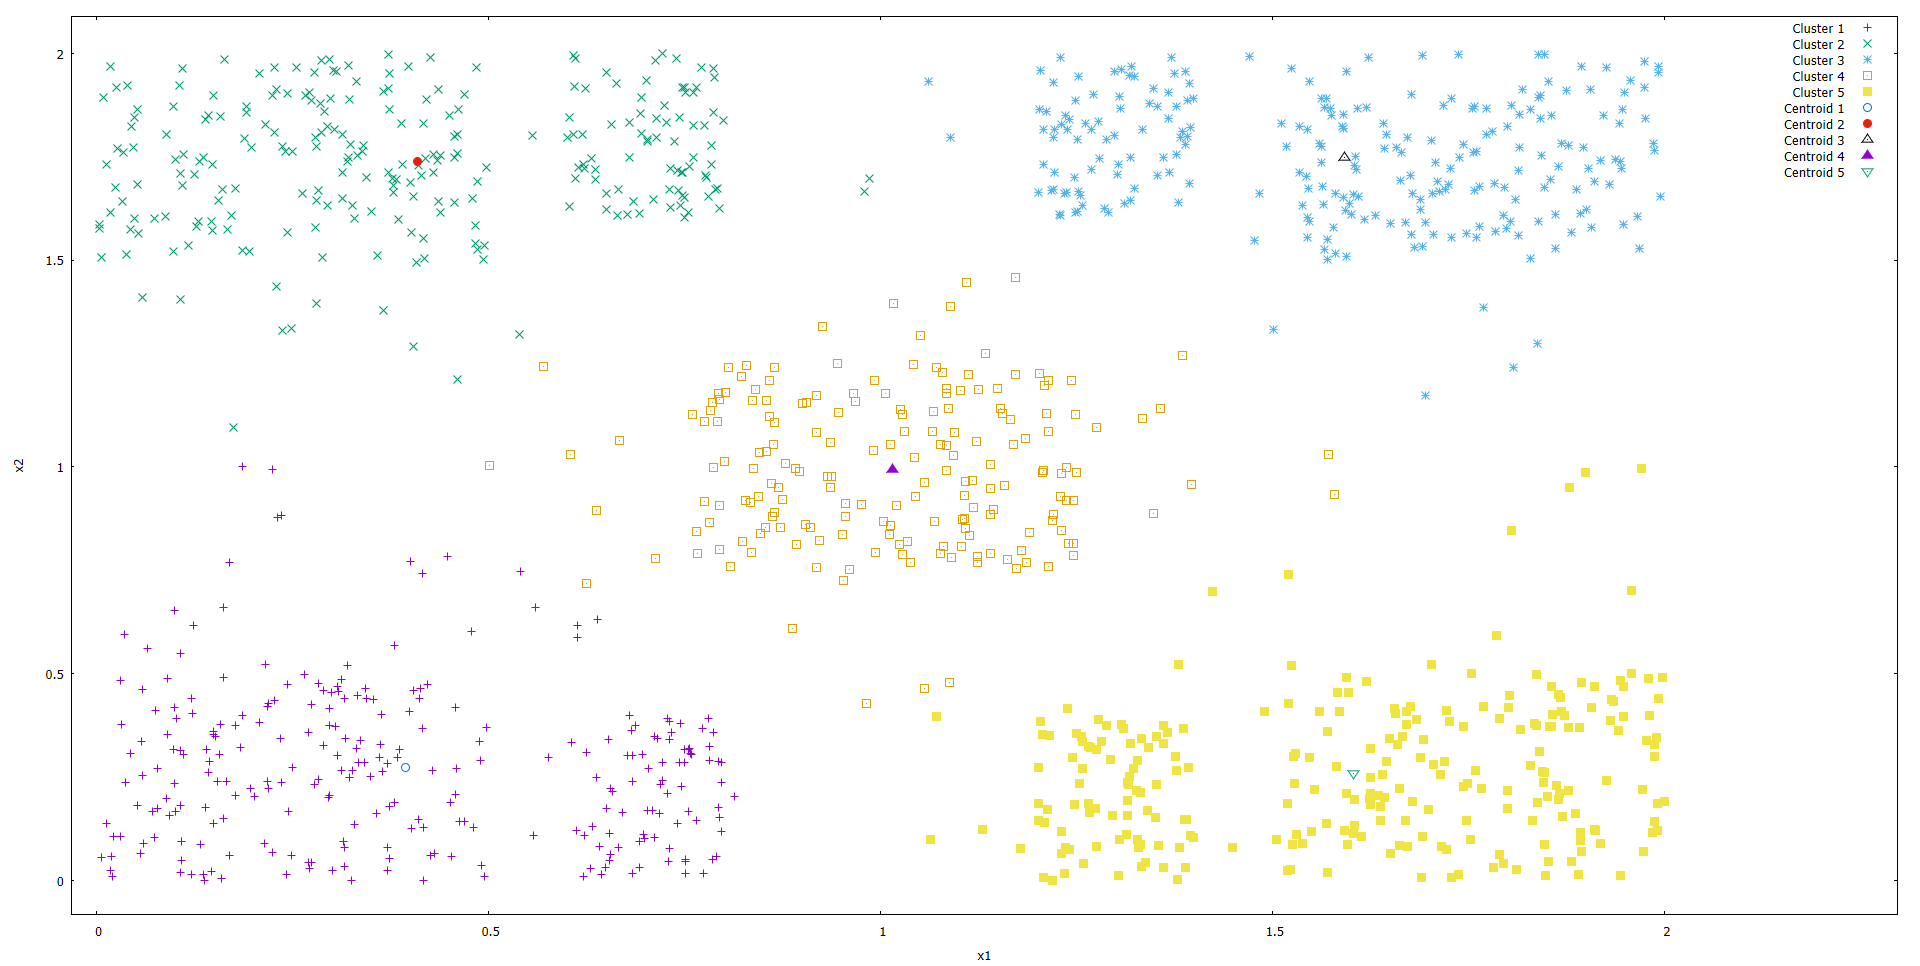 Cluster 1
Cluster 2
Cluster 3
Cluster 4
Cluster 5
Centroid 1
Centroid 2
Centroid 3
Centroid 4
Centroid 5
2
1.5
1
0.5
0
x2
0
0.5
1
1.5
2
x1